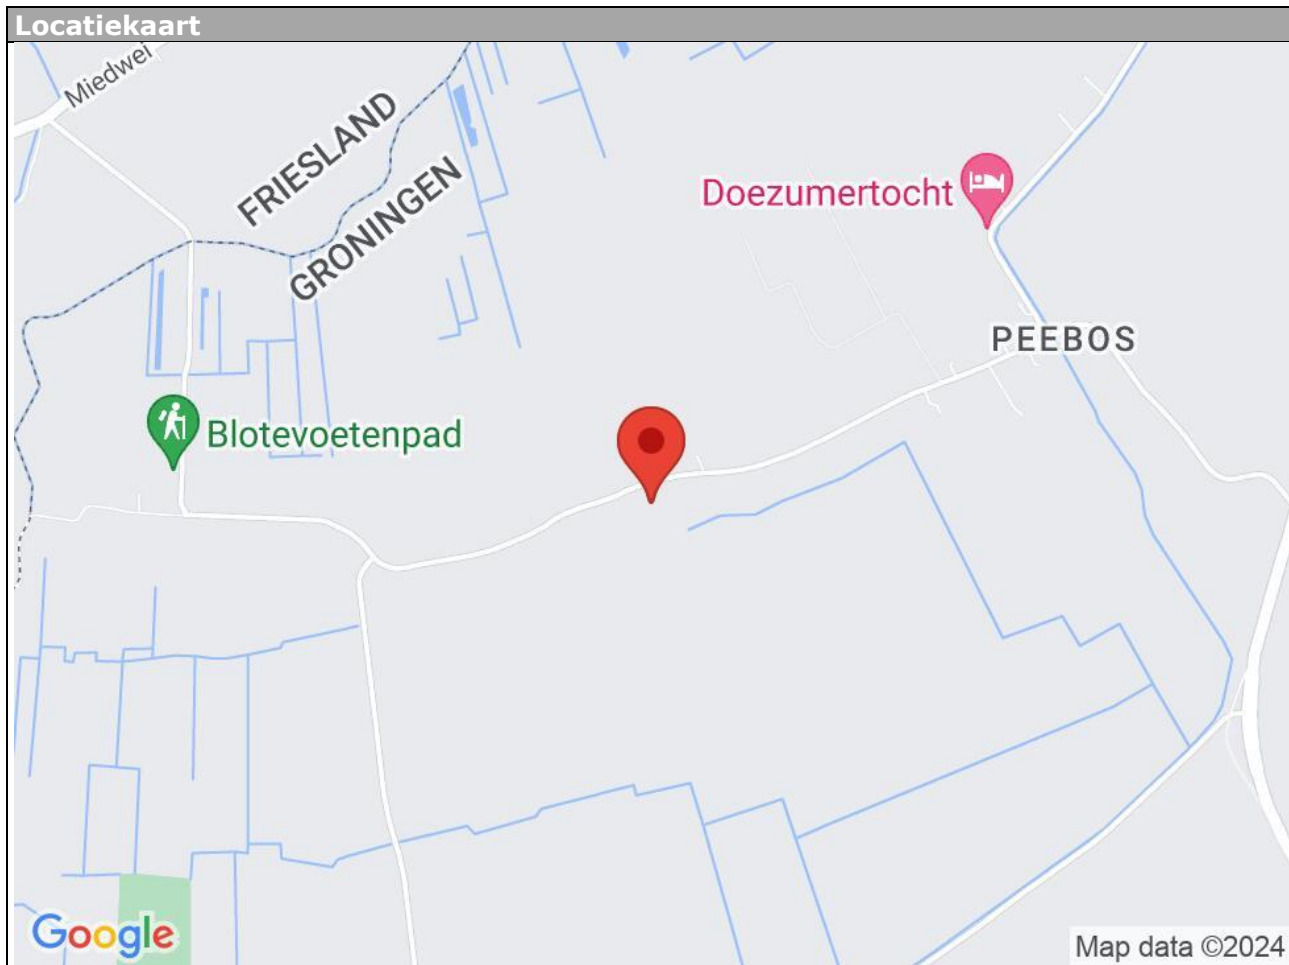 Locatiekaart
Miedwei
FRIESLAND
GRONINGEN
Doezumertocht
PEEBOS
Blotevoetenpad
Google
Map data ©2024